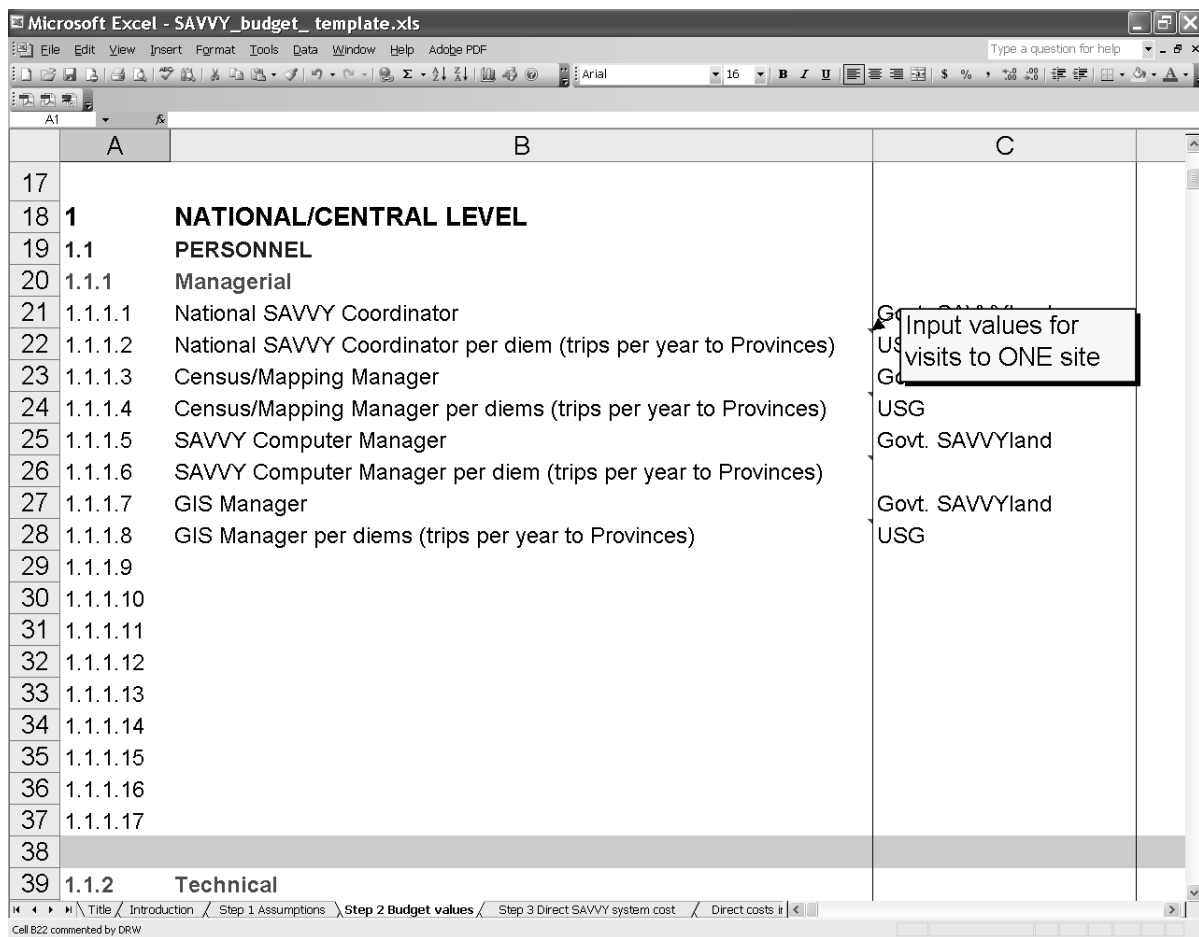 Microsoft Excel - SAVVY_budget_ template.xls
File Edit View Insert Format Tools Data Window Help Adobe PDF Type a question for help
Arial 16 B I U $ % ,
A1 fx
A B C
17
18 1 NATIONAL/CENTRAL LEVEL
19 1.1 PERSONNEL
20 1.1.1 Managerial
21 1.1.1.1 National SAVVY Coordinator
22 1.1.1.2 National SAVVY Coordinator per diem (trips per year to Provinces)
Input values for
visits to ONE site
23 1.1.1.3 Census/Mapping Manager
24 1.1.1.4 Census/Mapping Manager per diems (trips per year to Provinces) USG
25 1.1.1.5 SAVVY Computer Manager Govt. SAVVYland
26 1.1.1.6 SAVVY Computer Manager per diem (trips per year to Provinces)
27 1.1.1.7 GIS Manager Govt. SAVVYland
28 1.1.1.8 GIS Manager per diems (trips per year to Provinces) USG
29 1.1.1.9
30 1.1.1.10
31 1.1.1.11
32 1.1.1.12
33 1.1.1.13
34 1.1.1.14
35 1.1.1.15
36 1.1.1.16
37 1.1.1.17
38
39 1.1.2 Technical
Title Introduction Step 1 Assumptions Step 2 Budget values Step 3 Direct SAVVY system cost Direct costs
Cell B22 commented by DRW